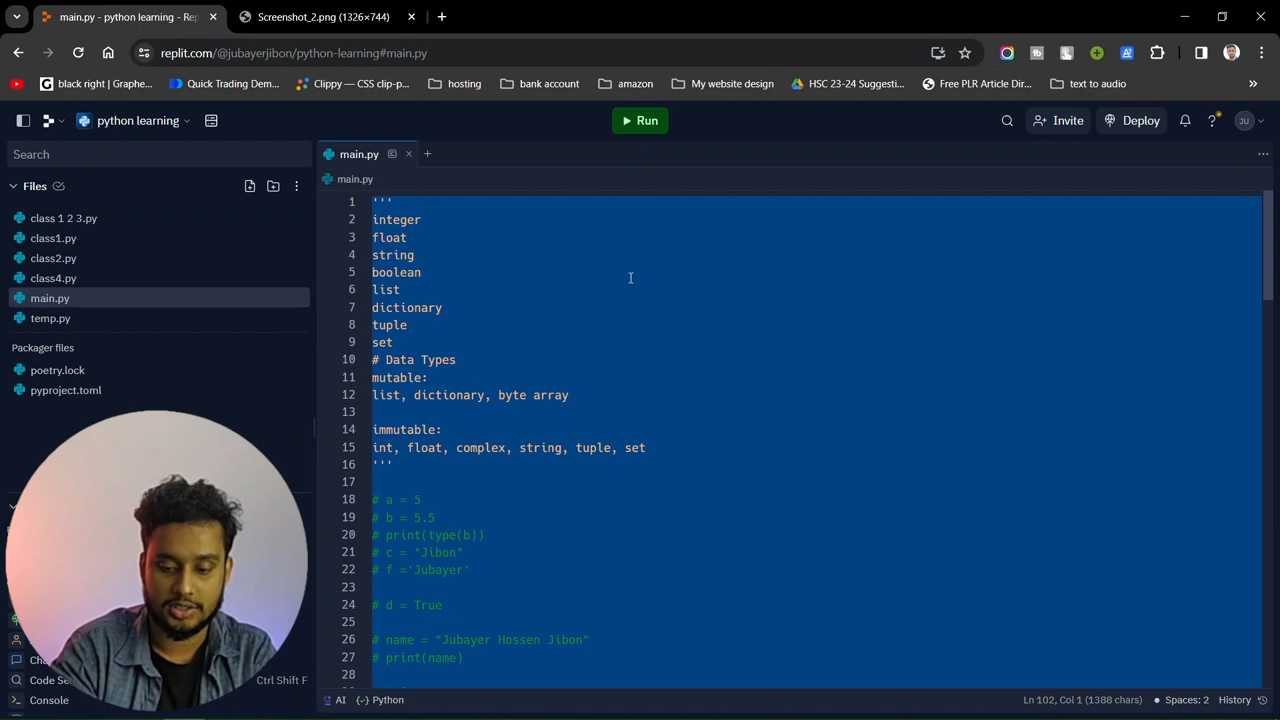 main.py - python learning - Rep
Screenshot_2.png (1326×744)
replit.com/@jubayerjibon/python-learning#main.py
black right | Graphe...
Quick Trading Dem...
Clippy — CSS clip-p...
hosting
bank account
amazon
My website design
HSC 23-24 Suggesti...
Free PLR Article Dir...
text to audio
python learning
Run
Invite
Deploy
JU
Search
main.py
Files
main.py
class 1 2 3.py
class1.py
class2.py
class4.py
main.py
temp.py
Packager files
poetry.lock
pyproject.toml
Code Se
Ctrl Shift F
Console
1 '''
2 integer
3 float
4 string
5 boolean
6 list
7 dictionary
8 tuple
9 set
10 # Data Types
11 mutable:
12 list, dictionary, byte array
13
14 immutable:
15 int, float, complex, string, tuple, set
16 '''
17
18 # a = 5
19 # b = 5.5
20 # print(type(b))
21 # c = "Jibon"
22 # f ='Jubayer'
23
24 # d = True
25
26 # name = "Jubayer Hossen Jibon"
27 # print(name)
28
AI
Python
Ln 102, Col 1 (1388 chars)
Spaces: 2
History